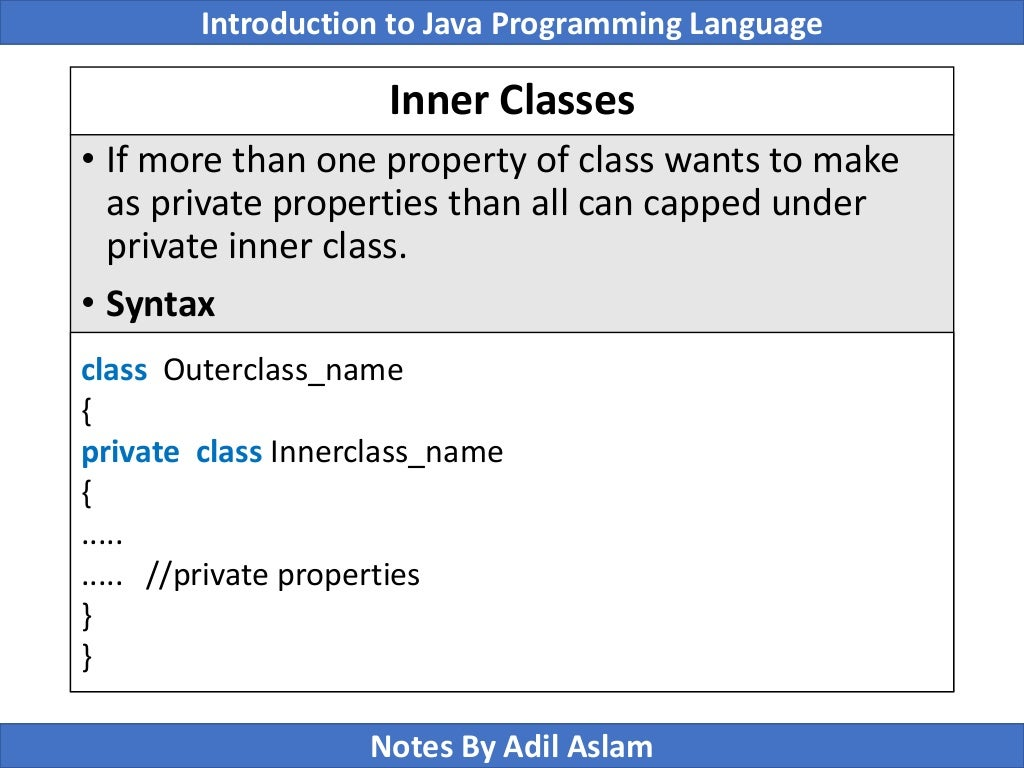 Introduction to Java Programming Language
Inner Classes
• If more than one property of class wants to make
as private properties than all can capped under
private inner class.
• Syntax
class  Outerclass_name
{
private  class Innerclass_name
{
.....
.....   //private properties
}
}
Notes By Adil Aslam